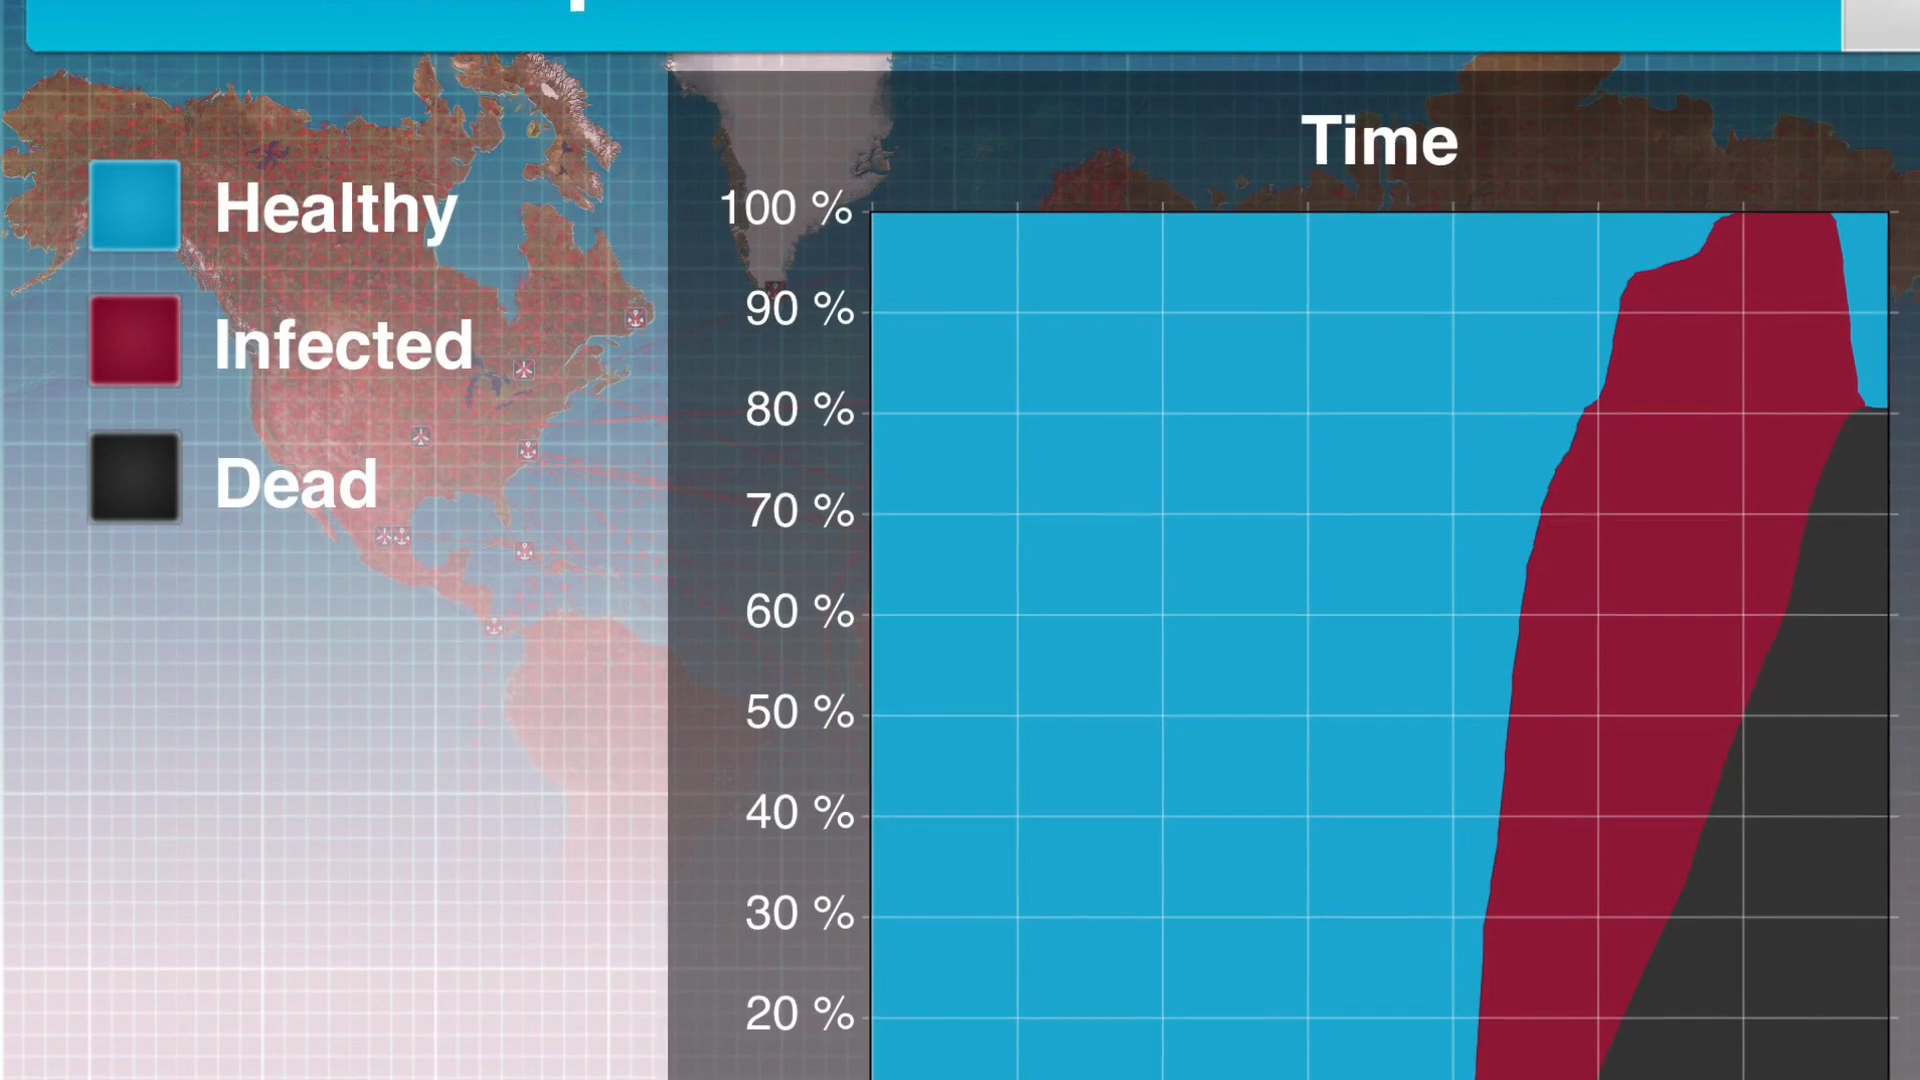 Healthy
Infected
Dead
Time
100 %
90 %
80 %
70 %
60 %
50 %
40 %
30 %
20 %